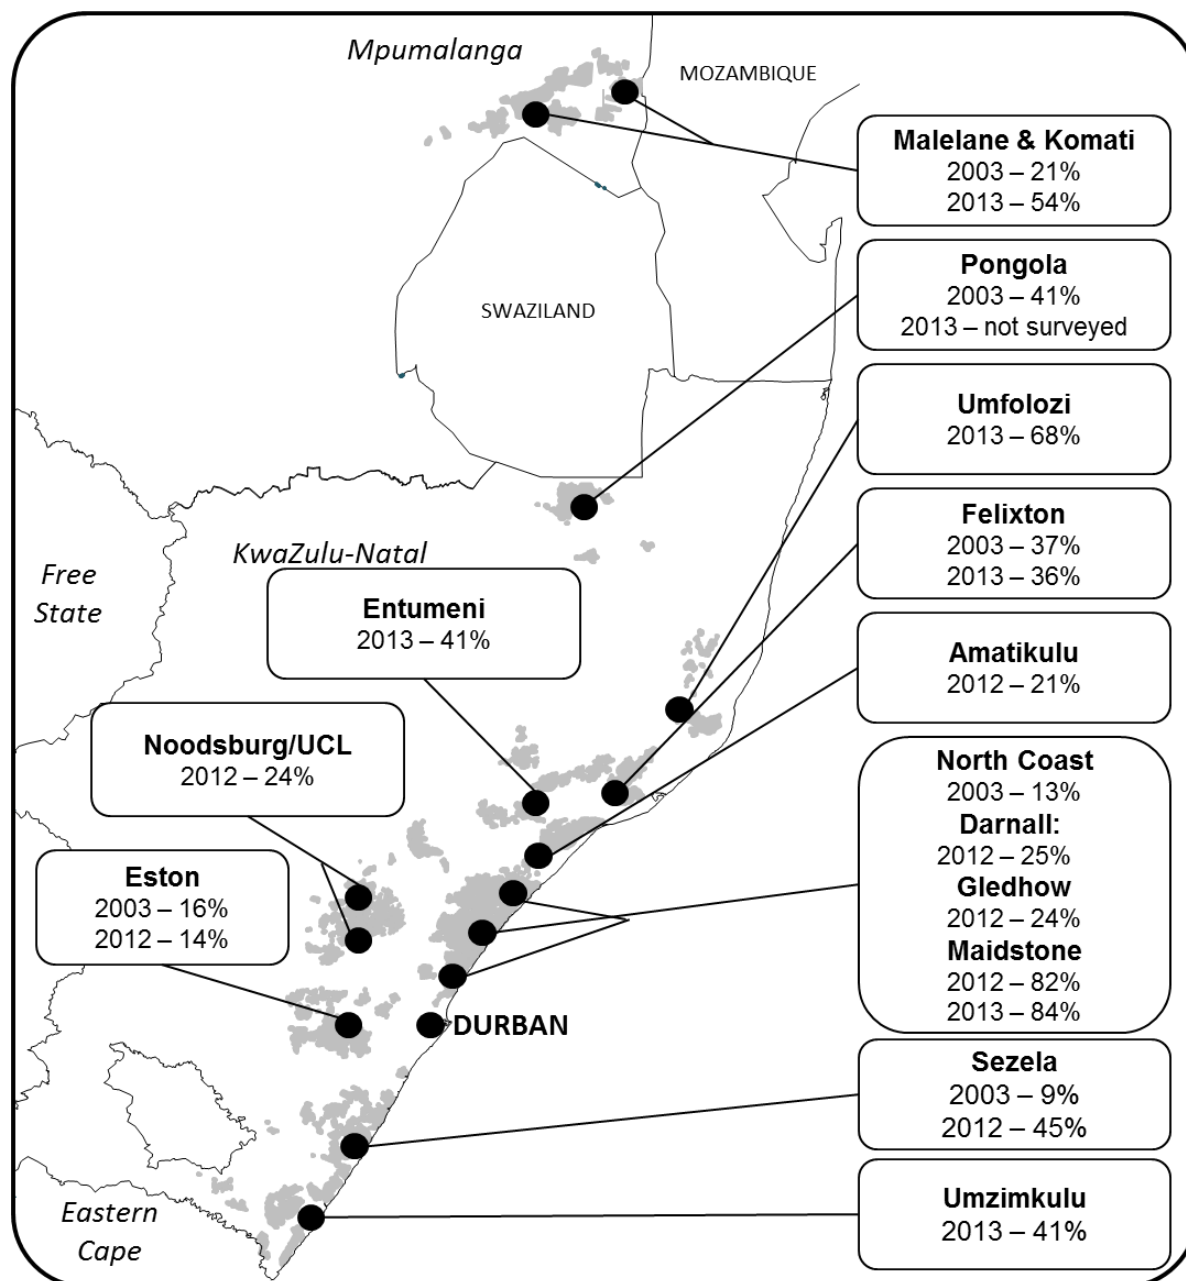 Mpumalanga
MOZAMBIQUE
Malelane & Komati
2003 – 21%
2013 – 54%
Pongola
2003 – 41%
2013 – not surveyed
SWAZILAND
Umfolozi
2013 – 68%
Felixton
2003 – 37%
2013 – 36%
KwaZulu-Natal
Free
State
Entumeni
2013 – 41%
Amatikulu
2012 – 21%
Noodsburg/UCL
2012 – 24%
North Coast
2003 – 13%
Darnall:
2012 – 25%
Gledhow
2012 – 24%
Maidstone
2012 – 82%
2013 – 84%
Eston
2003 – 16%
2012 – 14%
DURBAN
Sezela
2003 – 9%
2012 – 45%
Umzimkulu
2013 – 41%
Eastern
Cape